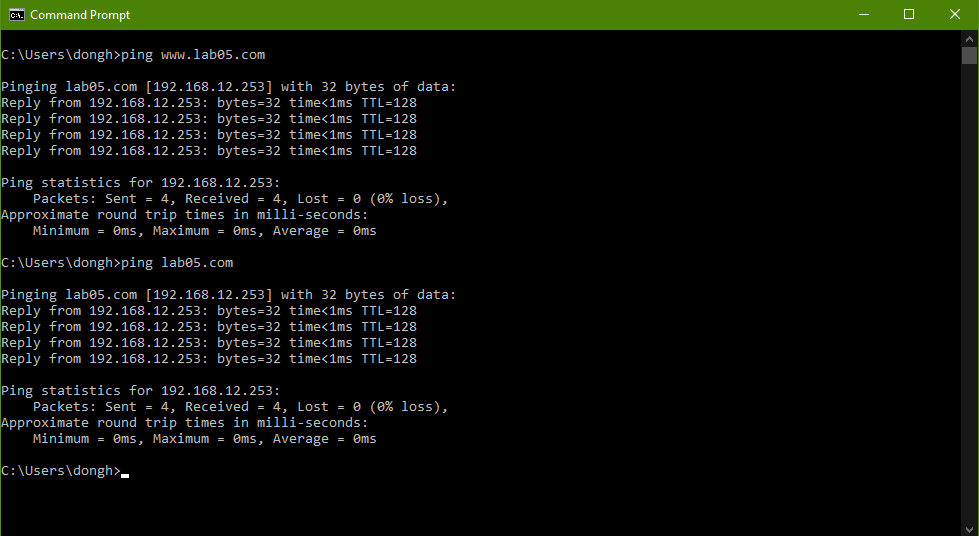 Command Prompt
C:\Users\dongh>ping www.lab05.com
Pinging lab05.com [192.168.12.253] with 32 bytes of data:
Reply from 192.168.12.253: bytes=32 time<1ms TTL=128
Reply from 192.168.12.253: bytes=32 time<1ms TTL=128
Reply from 192.168.12.253: bytes=32 time<1ms TTL=128
Reply from 192.168.12.253: bytes=32 time<1ms TTL=128
Ping statistics for 192.168.12.253:
    Packets: Sent = 4, Received = 4, Lost = 0 (0% loss),
Approximate round trip times in milli-seconds:
    Minimum = 0ms, Maximum = 0ms, Average = 0ms
C:\Users\dongh>ping lab05.com
Pinging lab05.com [192.168.12.253] with 32 bytes of data:
Reply from 192.168.12.253: bytes=32 time<1ms TTL=128
Reply from 192.168.12.253: bytes=32 time<1ms TTL=128
Reply from 192.168.12.253: bytes=32 time<1ms TTL=128
Reply from 192.168.12.253: bytes=32 time<1ms TTL=128
Ping statistics for 192.168.12.253:
    Packets: Sent = 4, Received = 4, Lost = 0 (0% loss),
Approximate round trip times in milli-seconds:
    Minimum = 0ms, Maximum = 0ms, Average = 0ms
C:\Users\dongh>